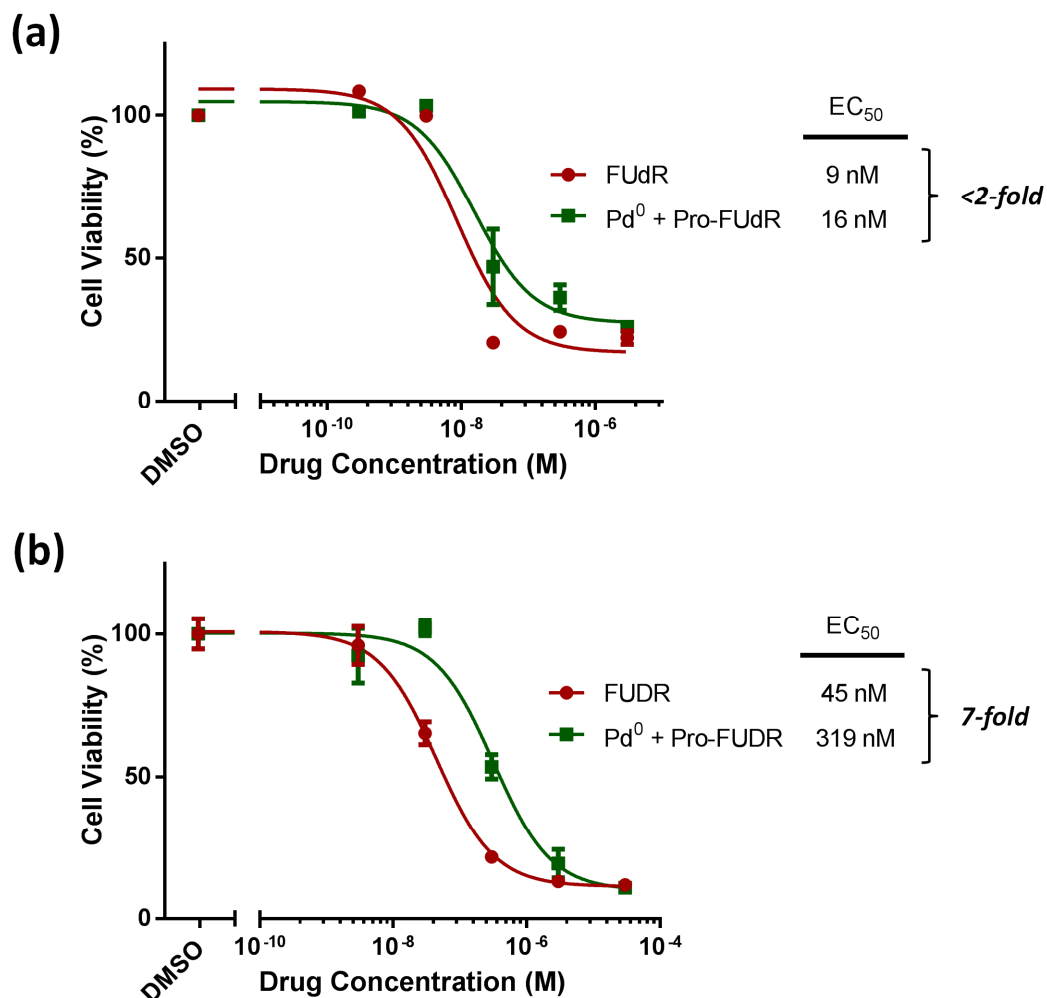 (a)
Cell Viability (%)
100
50
0
DMSO
10⁻¹⁰
10⁻⁸
10⁻⁶
Drug Concentration (M)
EC₅₀
FUdR 9 nM
Pd⁰ + Pro-FUdR 16 nM
<2-fold
(b)
Cell Viability (%)
100
50
0
DMSO
10⁻¹⁰
10⁻⁸
10⁻⁶
10⁻⁴
Drug Concentration (M)
EC₅₀
FUDR 45 nM
Pd⁰ + Pro-FUDR 319 nM
7-fold